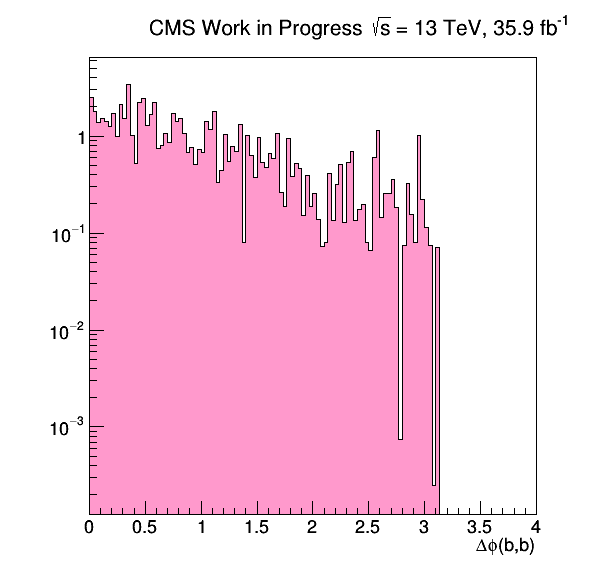 CMS Work in Progress √s = 13 TeV, 35.9 fb⁻¹
1
10⁻¹
10⁻²
10⁻³
0 0.5 1 1.5 2 2.5 3 3.5 4
Δϕ(b,b)